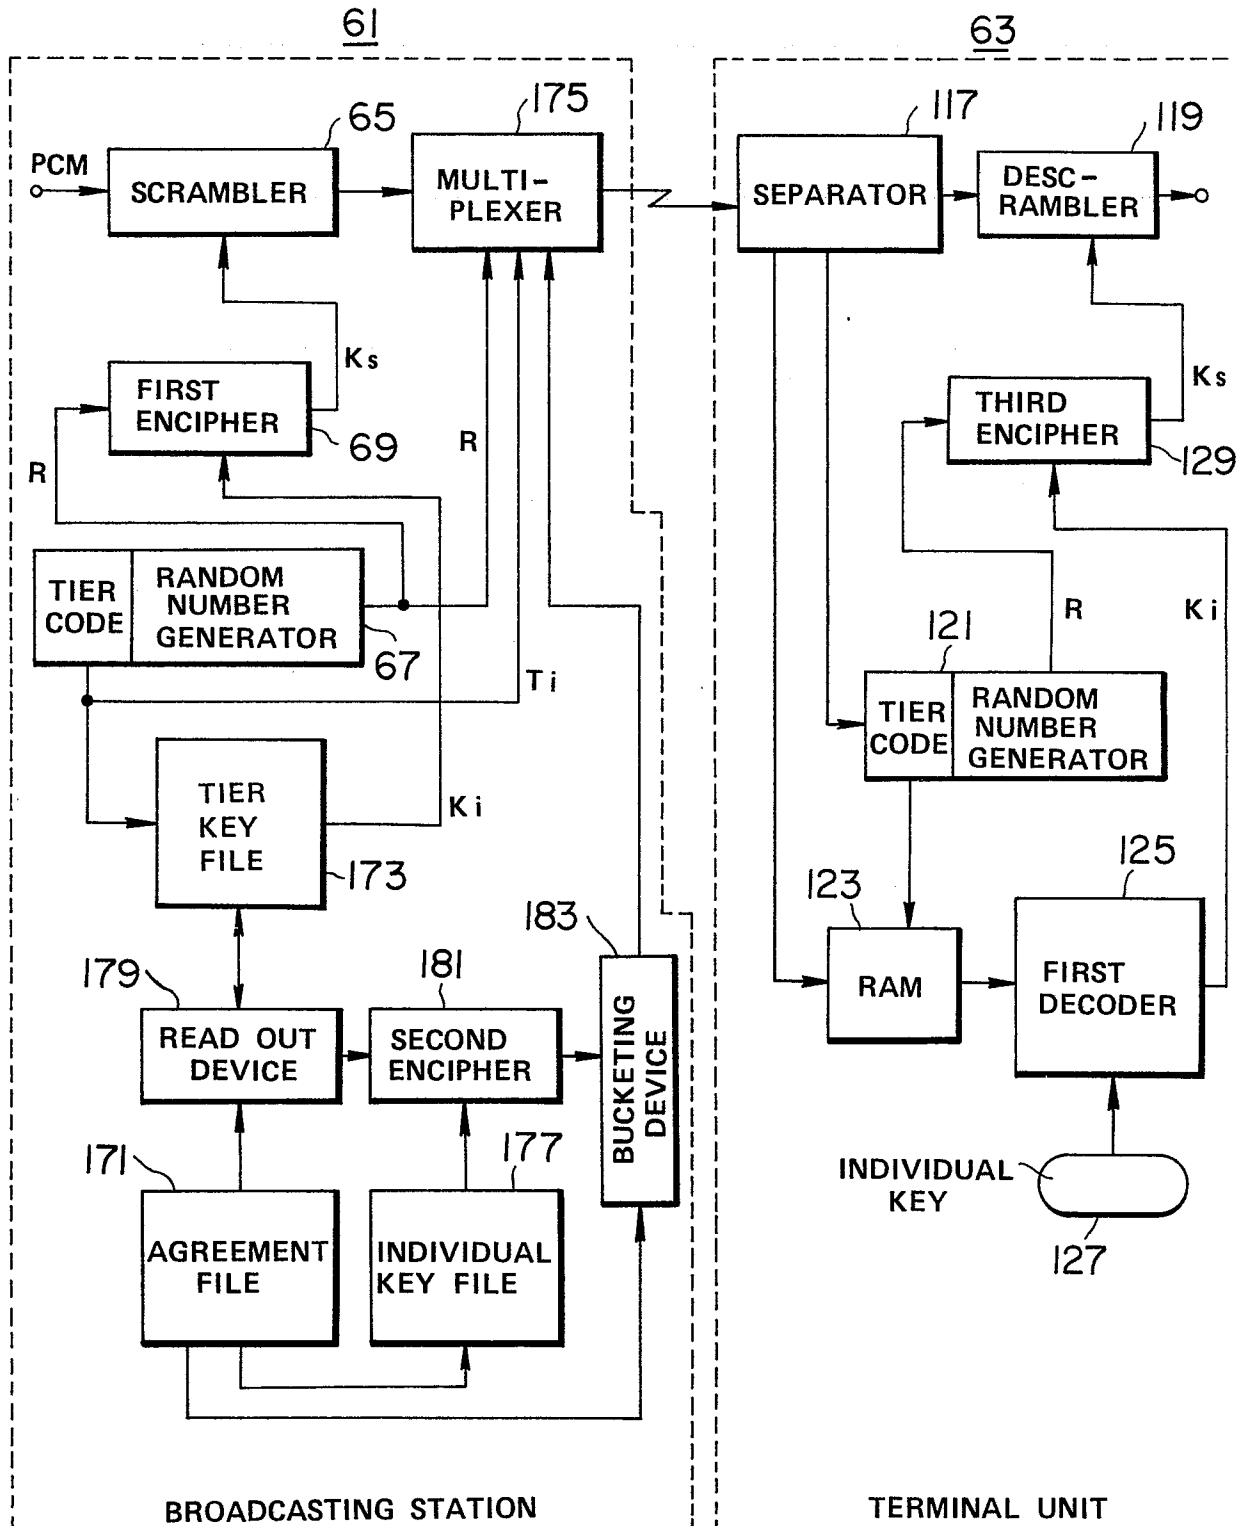 61
63
175
65
117
119
PCM
SCRAMBLER
MULTI-
PLEXER
SEPARATOR
DESC-
RAMBLER
Ks
FIRST
ENCIPHER
69
R
R
Ks
THIRD
ENCIPHER
129
TIER
CODE
RANDOM
NUMBER
GENERATOR
67
Ti
R
Ki
121
TIER
CODE
RANDOM
NUMBER
GENERATOR
TIER
KEY
FILE
173
Ki
123
RAM
125
FIRST
DECODER
179
READ OUT
DEVICE
181
SECOND
ENCIPHER
183
BUCKETING
DEVICE
171
AGREEMENT
FILE
177
INDIVIDUAL
KEY FILE
INDIVIDUAL
KEY
127
BROADCASTING STATION
TERMINAL UNIT